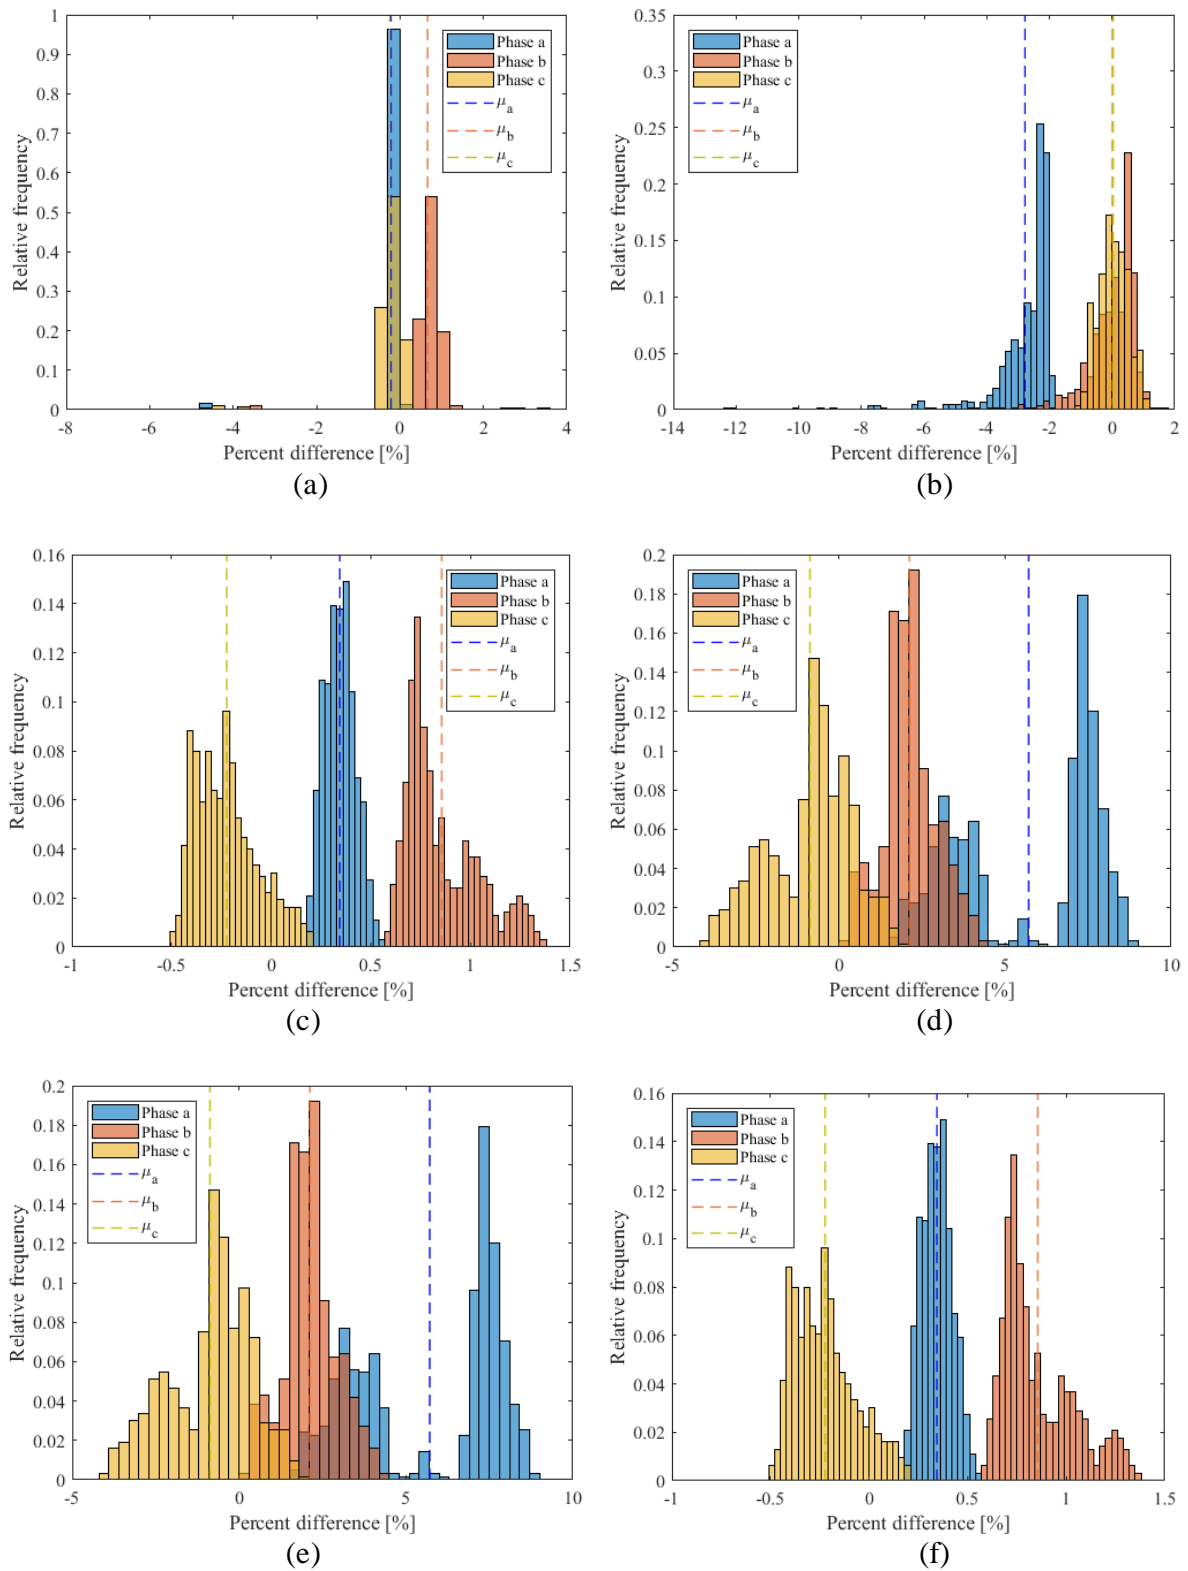 1
0.9
0.8
0.7
0.6
0.5
0.4
0.3
0.2
0.1
0
Relative frequency
Phase a
Phase b
Phase c
μa
μb
μc
-8 -6 -4 -2 0 2 4
Percent difference [%]
(a)
0.35
0.3
0.25
0.2
0.15
0.1
0.05
0
Relative frequency
Phase a
Phase b
Phase c
μa
μb
μc
-14 -12 -10 -8 -6 -4 -2 0 2
Percent difference [%]
(b)
0.16
0.14
0.12
0.1
0.08
0.06
0.04
0.02
0
Relative frequency
Phase a
Phase b
Phase c
μa
μb
μc
-1 -0.5 0 0.5 1 1.5
Percent difference [%]
(c)
0.2
0.18
0.16
0.14
0.12
0.1
0.08
0.06
0.04
0.02
0
Relative frequency
Phase a
Phase b
Phase c
μa
μb
μc
-5 0 5 10
Percent difference [%]
(d)
0.2
0.18
0.16
0.14
0.12
0.1
0.08
0.06
0.04
0.02
0
Relative frequency
Phase a
Phase b
Phase c
μa
μb
μc
-5 0 5 10
Percent difference [%]
(e)
0.16
0.14
0.12
0.1
0.08
0.06
0.04
0.02
0
Relative frequency
Phase a
Phase b
Phase c
μa
μb
μc
-1 -0.5 0 0.5 1 1.5
Percent difference [%]
(f)